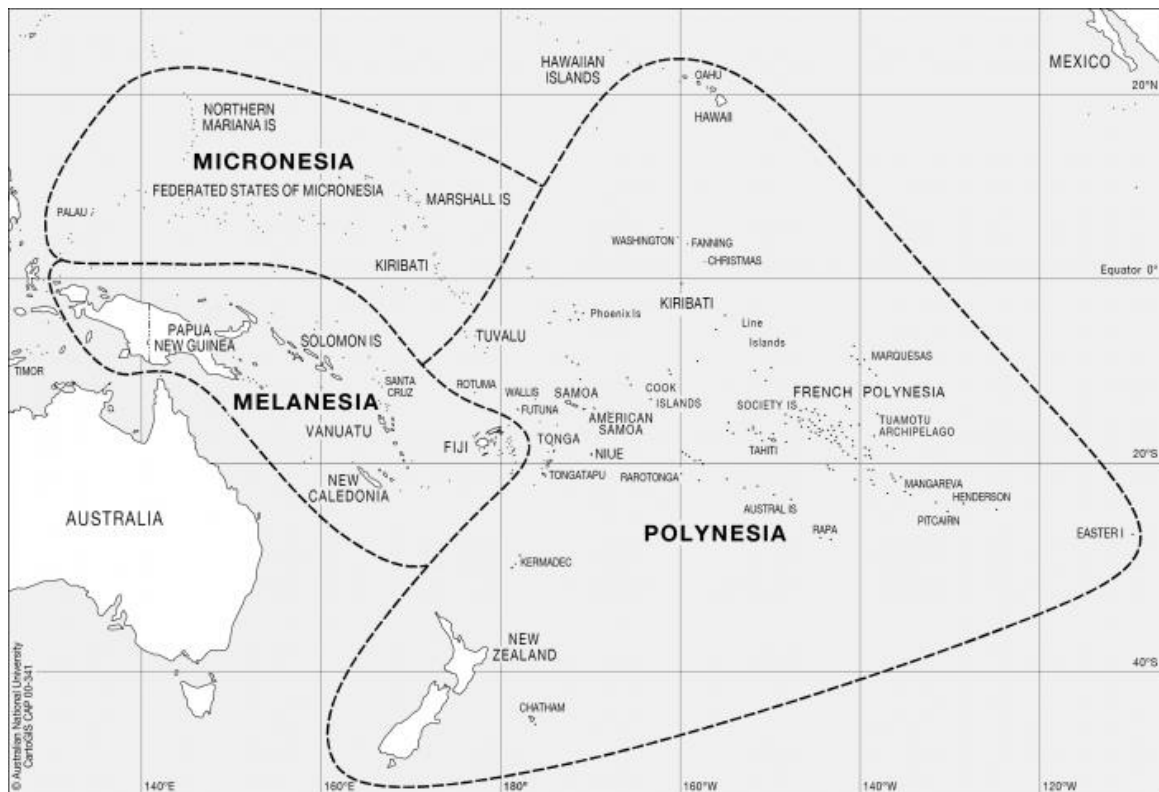 HAWAIIAN
ISLANDS
OAHU
HAWAII
MEXICO
20°N
NORTHERN
MARIANA IS
MICRONESIA
FEDERATED STATES OF MICRONESIA
MARSHALL IS
PALAU
WASHINGTON
FANNING
CHRISTMAS
KIRIBATI
Equator 0°
KIRIBATI
Phoenix Is
Line
Islands
PAPUA
NEW GUINEA
SOLOMON IS
TUVALU
MARQUESAS
TIMOR
SANTA
CRUZ
ROTUMA
WALLIS
SAMOA
COOK
ISLANDS
FRENCH POLYNESIA
MELANESIA
FUTUNA
AMERICAN
SAMOA
SOCIETY IS
TUAMOTU
ARCHIPELAGO
VANUATU
FIJI
TONGA
NIUE
TAHITI
20°S
NEW
CALEDONIA
TONGATAPU
RAROTONGA
MANGAREVA
HENDERSON
AUSTRALIA
AUSTRAL IS
PITCAIRN
POLYNESIA
RAPA
EASTER I
KERMADEC
NEW
ZEALAND
40°S
CHATHAM
© Australian National University
CartoGIS CAP 00-341
140°E
160°E
180°
160°W
140°W
120°W